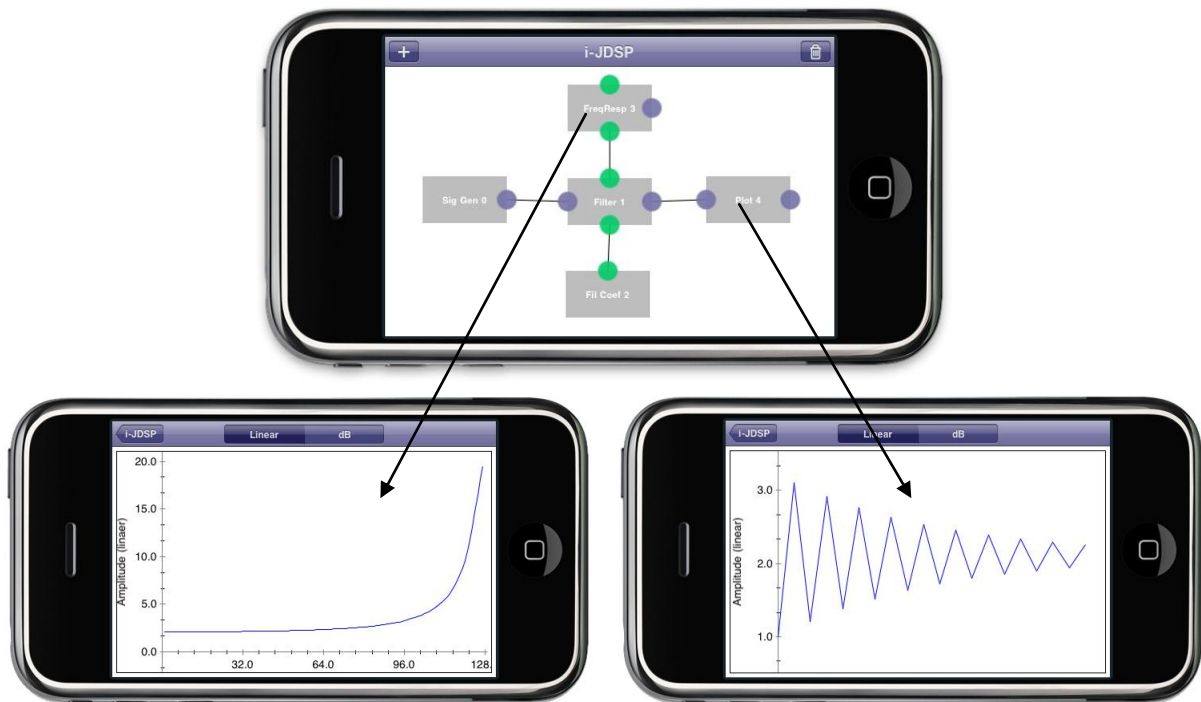 i-JDSP
FreqResp 3
Sig Gen 0
Filter 1
Plot 4
Fil Coef 2
i-JDSP
Linear
dB
20.0
15.0
10.0
5.0
0.0
Amplitude (linaer)
32.0
64.0
96.0
128.
i-JDSP
Linear
dB
3.0
2.0
1.0
Amplitude (linear)